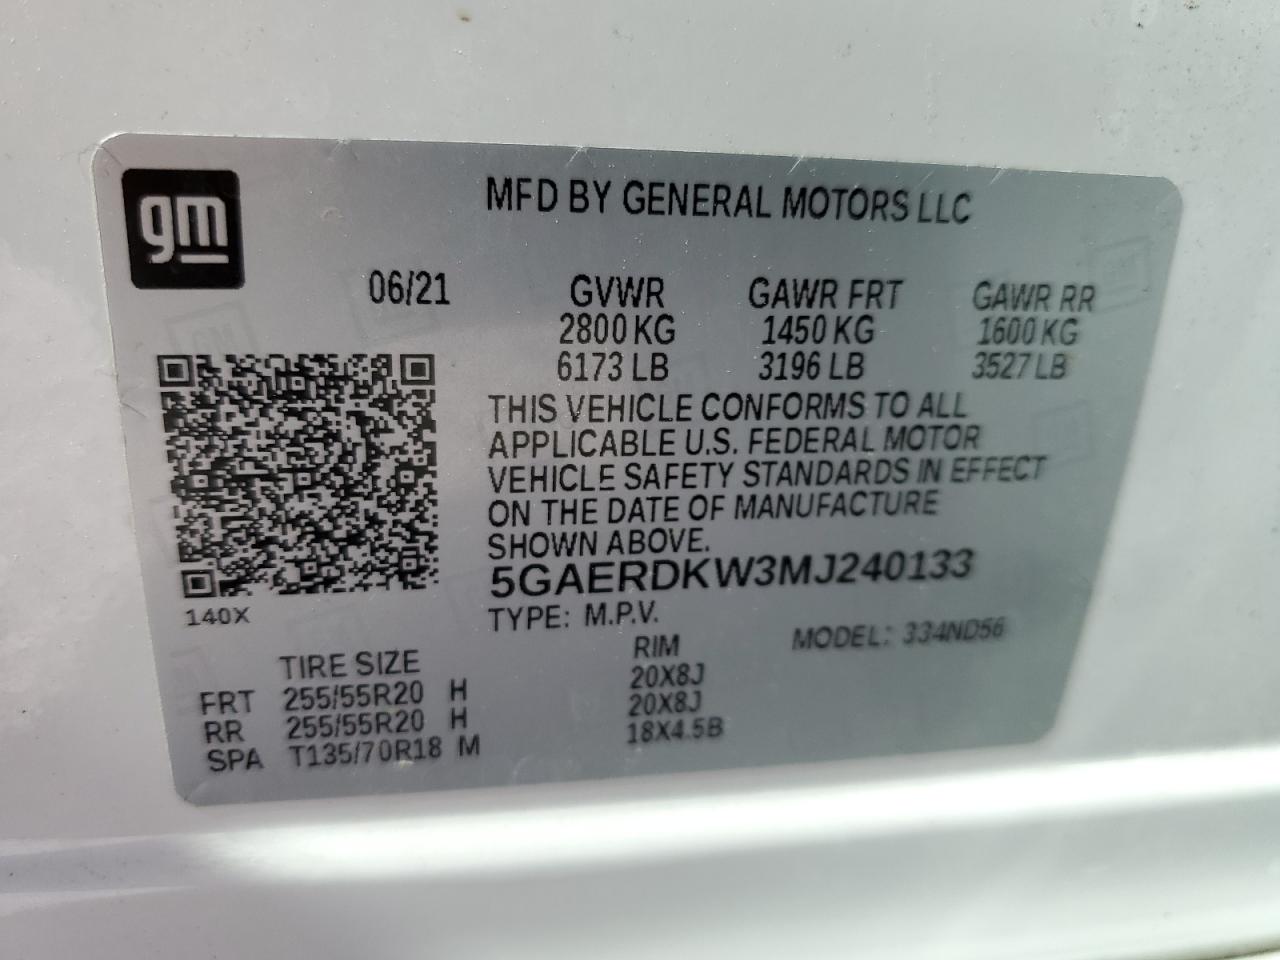 gm
MFD BY GENERAL MOTORS LLC
06/21 GVWR GAWR FRT GAWR RR
2800 KG 1450 KG 1600 KG
6173 LB 3196 LB 3527 LB
THIS VEHICLE CONFORMS TO ALL
APPLICABLE U.S. FEDERAL MOTOR
VEHICLE SAFETY STANDARDS IN EFFECT
ON THE DATE OF MANUFACTURE
SHOWN ABOVE.
5GAERDKW3MJ240133
140X
TYPE: M.P.V. MODEL: 334ND56
TIRE SIZE RIM
FRT 255/55R20 H 20X8J
RR 255/55R20 H 20X8J
SPA T135/70R18 M 18X4.5B